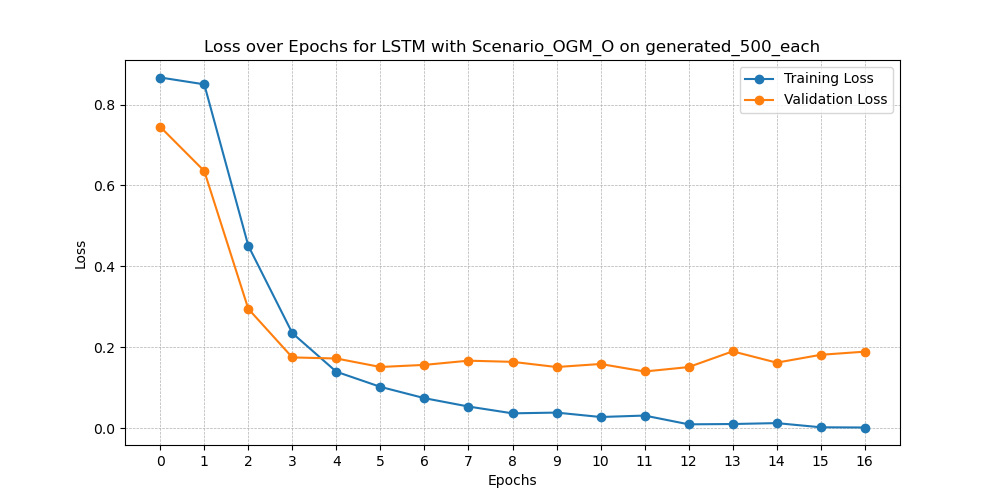 Loss over Epochs for LSTM with Scenario_OGM_O on generated_500_each
Training Loss
Validation Loss
0.8
0.6
0.4
0.2
0.0
Loss
0 1 2 3 4 5 6 7 8 9 10 11 12 13 14 15 16
Epochs